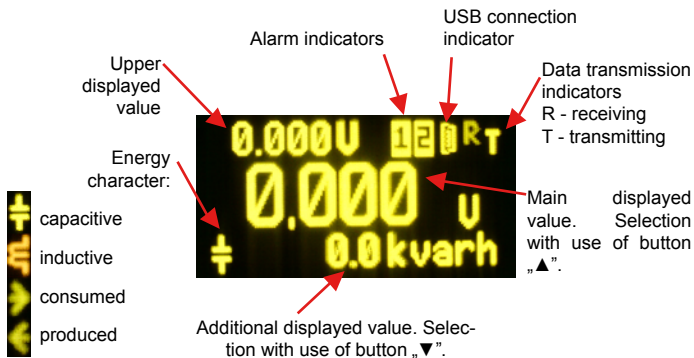 USB connection
indicator
Alarm indicators
Upper
displayed
value
Data transmission
indicators
R - receiving
T - transmitting
0.000V 12 R T
Energy
character:
0,000 V
Main displayed
value. Selection
with use of button
„▲”.
capacitive
inductive
0.0 kvarh
consumed
produced
Additional displayed value. Selec-
tion with use of button „▼”.